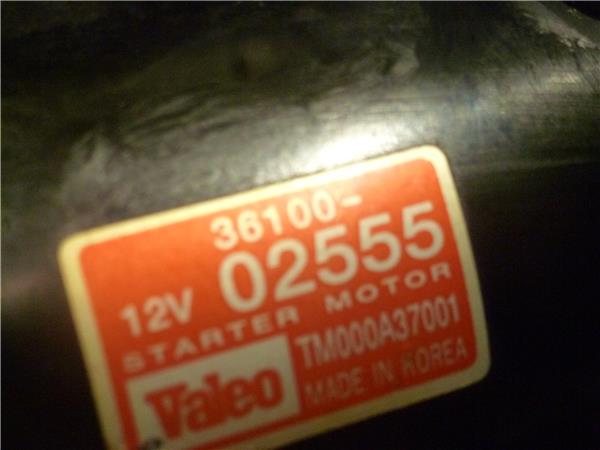 36100-
12V 02555
STARTER MOTOR
Valeo TM000A37001
MADE IN KOREA